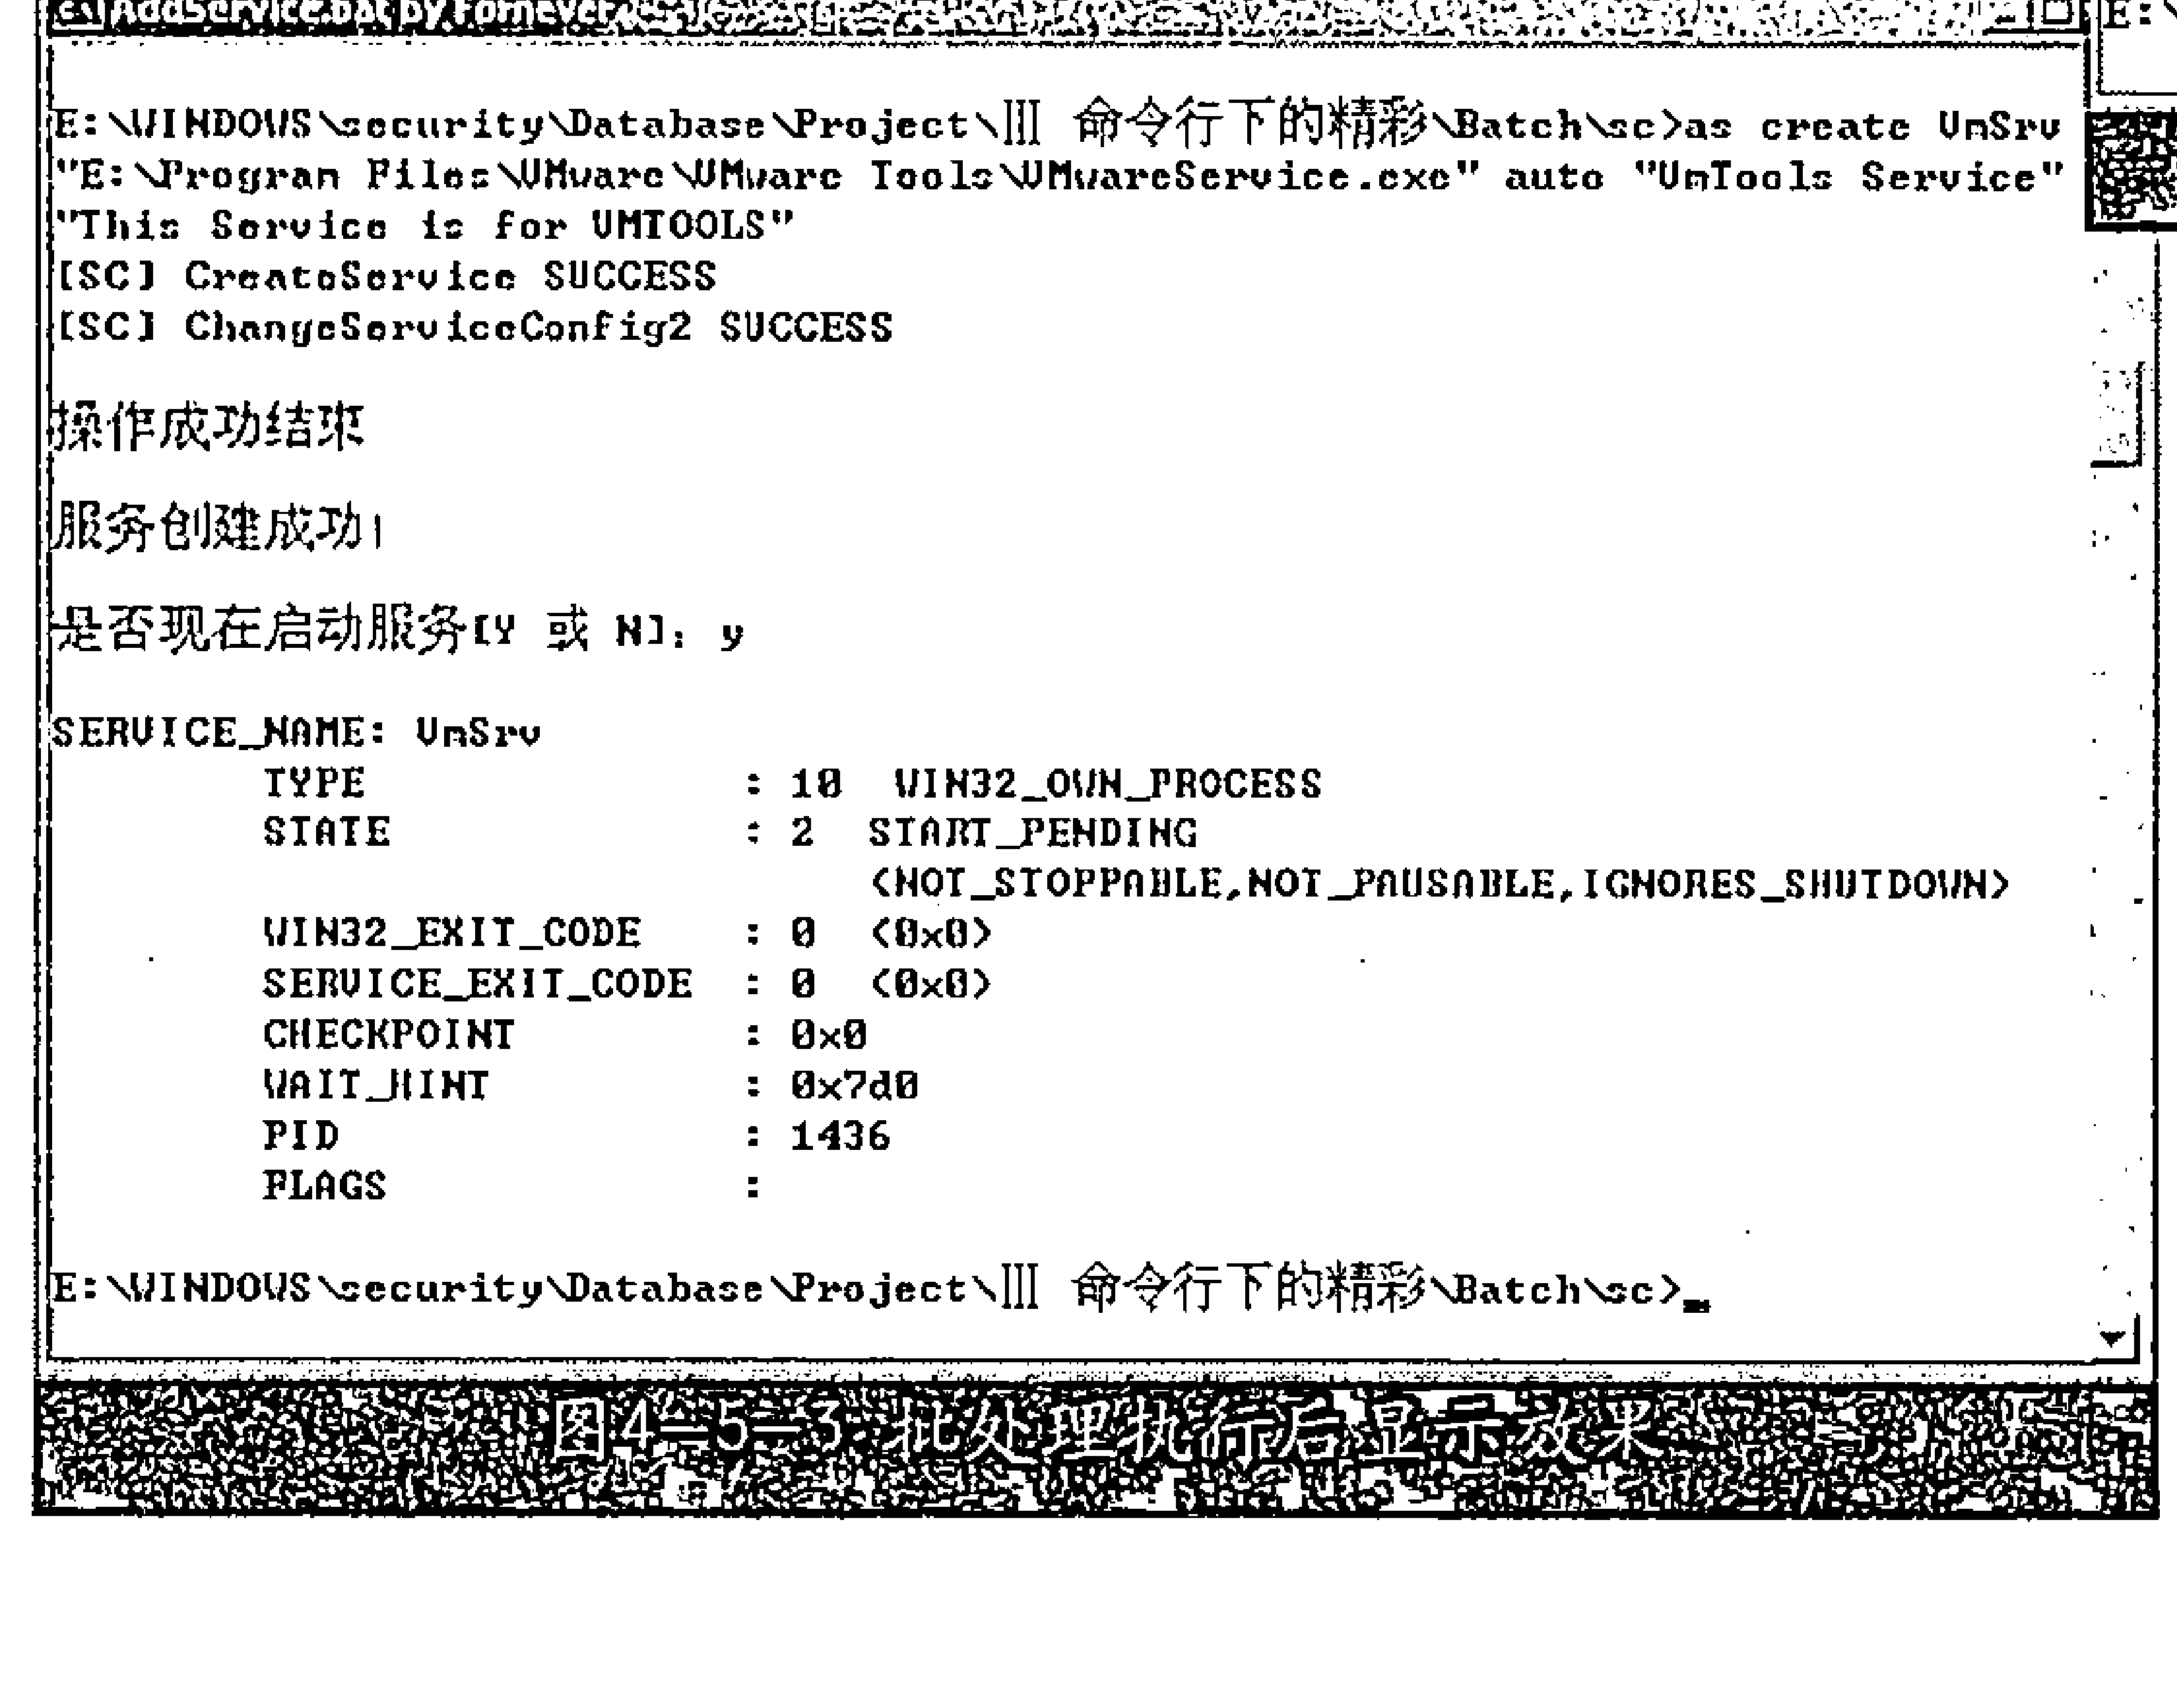 AddService.bat by Fornever
E:\
E:\WINDOWS\security\Database\Project\III 命令行下的精彩\Batch\sc>as create VmSrv
"E:\Program Files\VMware\VMware Tools\VMwareService.exe" auto "VmTools Service"
"This Service is for VMTOOLS"
[SC] CreateService SUCCESS
[SC] ChangeServiceConfig2 SUCCESS
操作成功结束
服务创建成功!
是否现在启动服务[Y 或 N]: y
SERVICE_NAME: VmSrv
TYPE : 10 WIN32_OWN_PROCESS
STATE : 2 START_PENDING
(NOT_STOPPABLE,NOT_PAUSABLE,IGNORES_SHUTDOWN)
WIN32_EXIT_CODE : 0 (0x0)
SERVICE_EXIT_CODE : 0 (0x0)
CHECKPOINT : 0x0
WAIT_HINT : 0x7d0
PID : 1436
FLAGS :
E:\WINDOWS\security\Database\Project\III 命令行下的精彩\Batch\sc>_
图4-5-3 批处理执行后显示效果